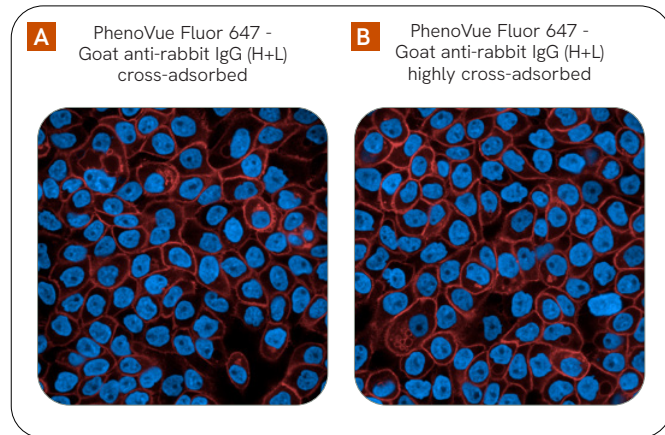 A
PhenoVue Fluor 647 -
Goat anti-rabbit IgG (H+L)
cross-adsorbed
B
PhenoVue Fluor 647 -
Goat anti-rabbit IgG (H+L)
highly cross-adsorbed